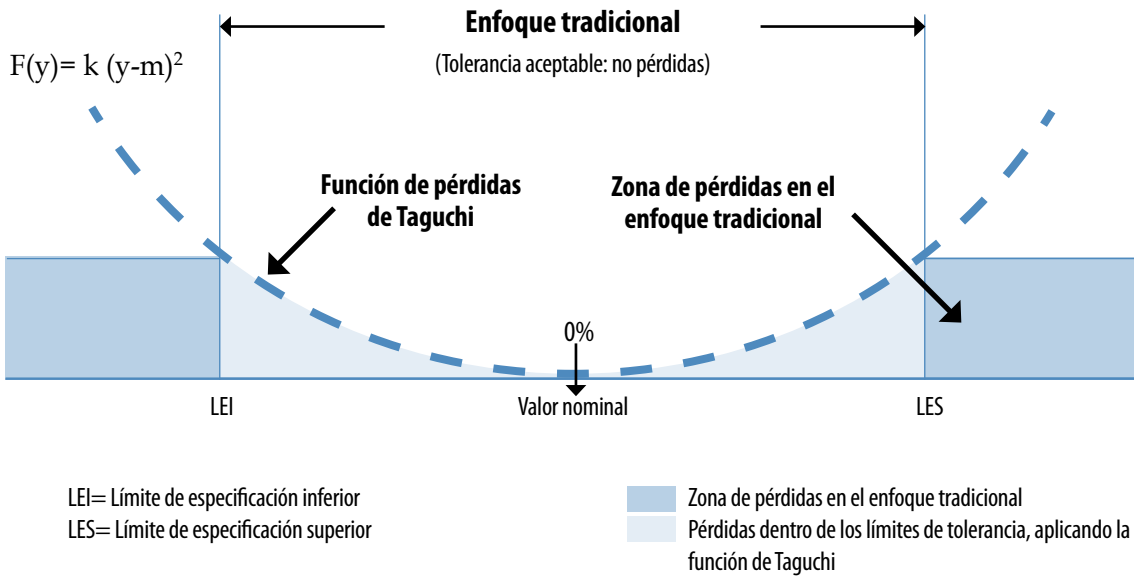 Enfoque tradicional
(Tolerancia aceptable: no pérdidas)
F(y)= k (y-m)²
Función de pérdidas
de Taguchi
Zona de pérdidas en el
enfoque tradicional
0%
LEI
Valor nominal
LES
LEI= Límite de especificación inferior
LES= Límite de especificación superior
Zona de pérdidas en el enfoque tradicional
Pérdidas dentro de los límites de tolerancia, aplicando la
función de Taguchi